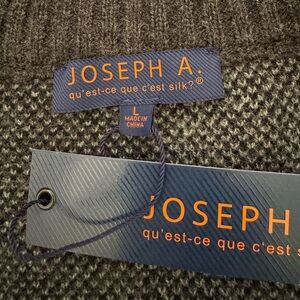 JOSEPH A.
qu'est-ce que c'est silk?®
L
MADE IN
CHINA
JOSEPH
qu'est-ce que c'est s